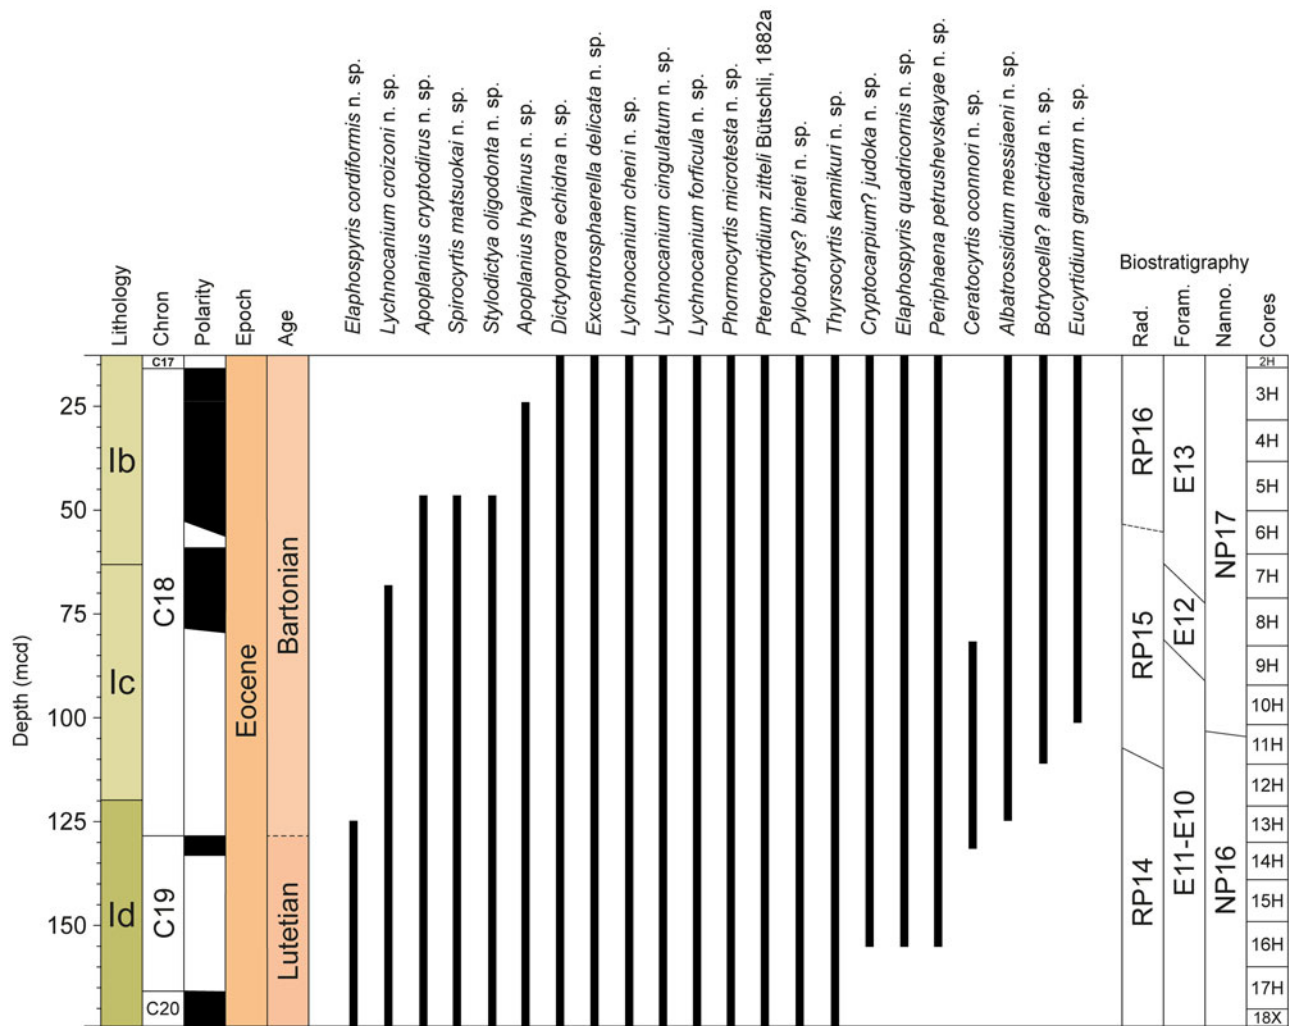 Lithology
Chron
Polarity
Epoch
Age
Elaphospyris cordiformis n. sp.
Lychnocanium croizoni n. sp.
Apoplanius cryptodirus n. sp.
Spirocyrtis matsuokai n. sp.
Stylodictya oligodonta n. sp.
Apoplanius hyalinus n. sp.
Dictyoprora echidna n. sp.
Excentrosphaerella delicata n. sp.
Lychnocanium cheni n. sp.
Lychnocanium cingulatum n. sp.
Lychnocanium forficula n. sp.
Phormocyrtis microtesta n. sp.
Pterocyrtidium zitteli Bütschli, 1882a
Pylobotrys? bineti n. sp.
Thyrsocyrtis kamikuri n. sp.
Cryptocarpium? judoka n. sp.
Elaphospyris quadricornis n. sp.
Periphaena petrushevskayae n. sp.
Ceratocyrtis oconnori n. sp.
Albatrossidium messiaeni n. sp.
Botryocella? alectrida n. sp.
Eucyrtidium granatum n. sp.
Biostratigraphy
Rad.
Foram.
Nanno.
Cores
Depth (mcd)
25
50
75
100
125
150
Ib
Ic
Id
C17
C18
C19
C20
Eocene
Bartonian
Lutetian
RP16
RP15
RP14
E13
E12
E11-E10
NP17
NP16
2H
3H
4H
5H
6H
7H
8H
9H
10H
11H
12H
13H
14H
15H
16H
17H
18X